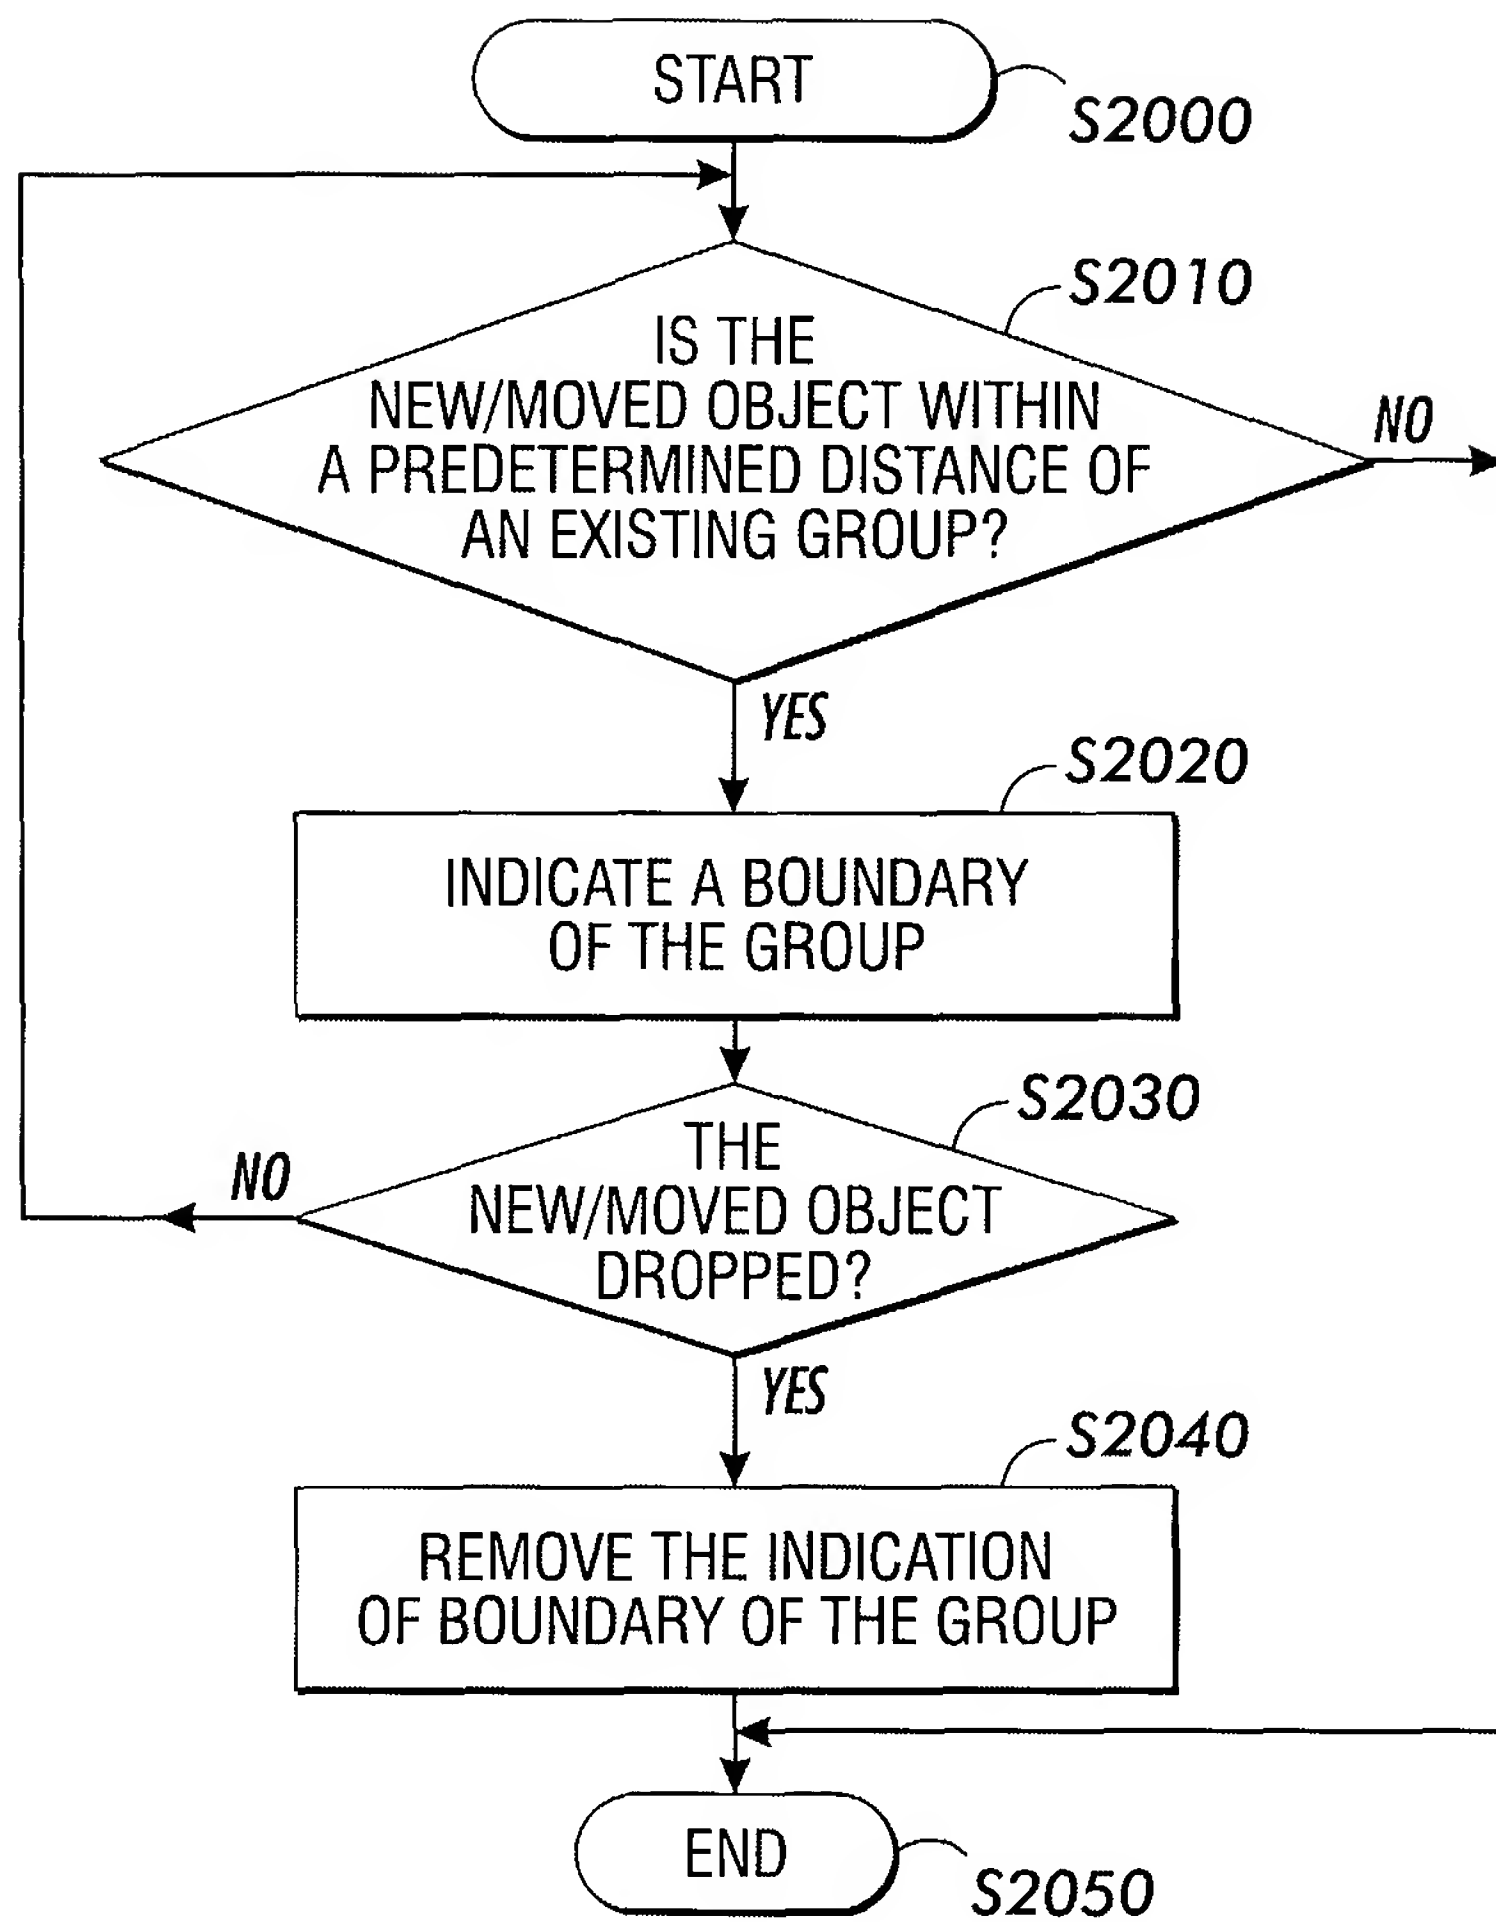 START
S2000
S2010
IS THE
NEW/MOVED OBJECT WITHIN
A PREDETERMINED DISTANCE OF
AN EXISTING GROUP?
NO
YES
S2020
INDICATE A BOUNDARY
OF THE GROUP
S2030
THE
NEW/MOVED OBJECT
DROPPED?
NO
YES
S2040
REMOVE THE INDICATION
OF BOUNDARY OF THE GROUP
END
S2050